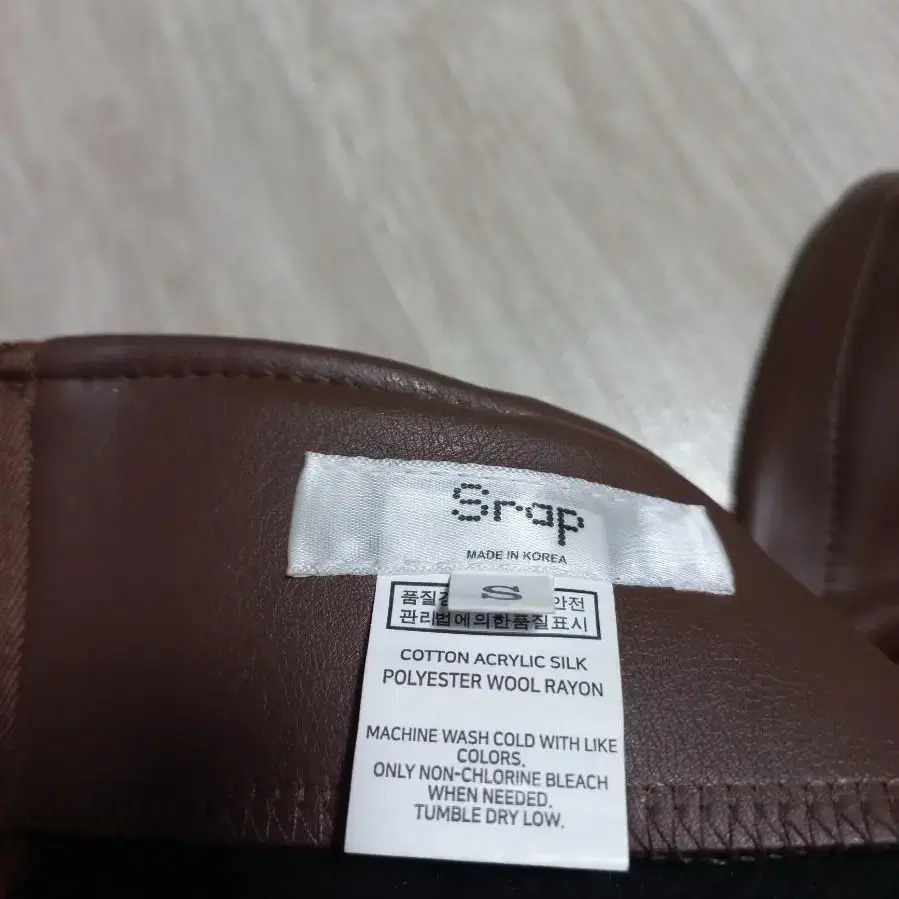 Srap
MADE IN KOREA
S
품질 안전
관리법에의한품질표시
COTTON ACRYLIC SILK
POLYESTER WOOL RAYON
MACHINE WASH COLD WITH LIKE
COLORS.
ONLY NON-CHLORINE BLEACH
WHEN NEEDED.
TUMBLE DRY LOW.